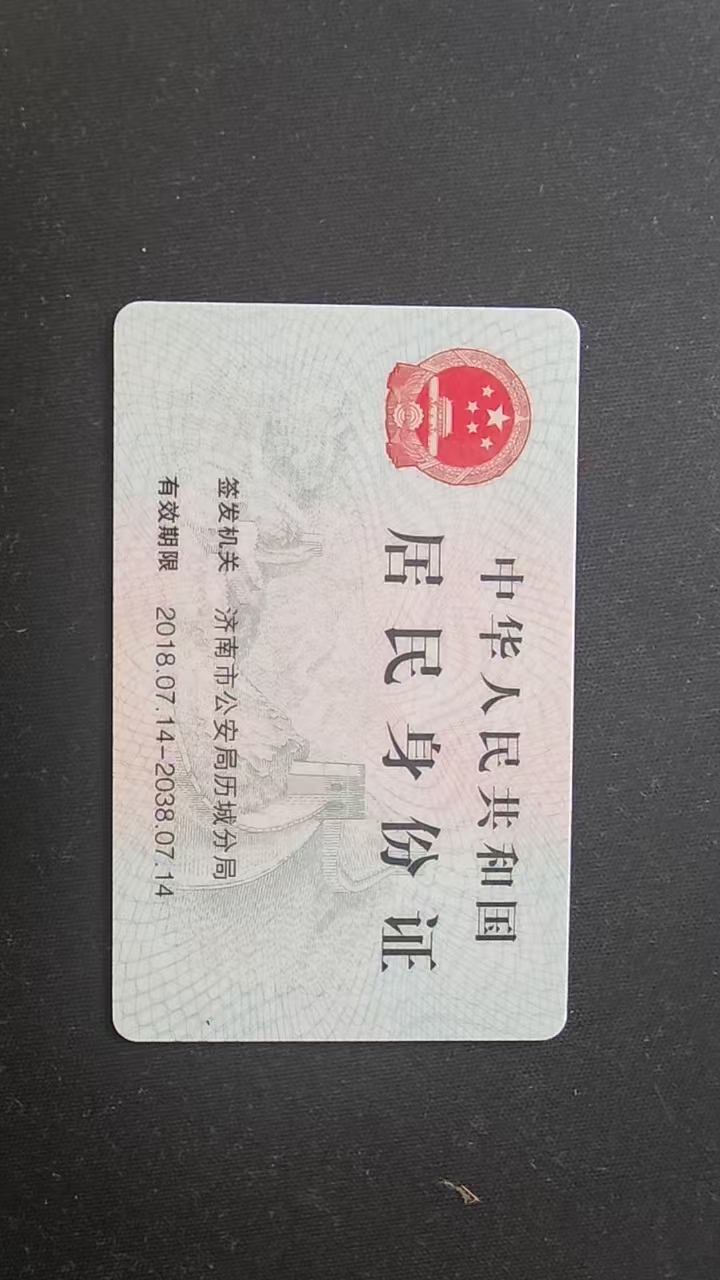 中华人民共和国
居民身份证
签发机关 济南市公安局历城分局
有效期限 2018.07.14-2038.07.14